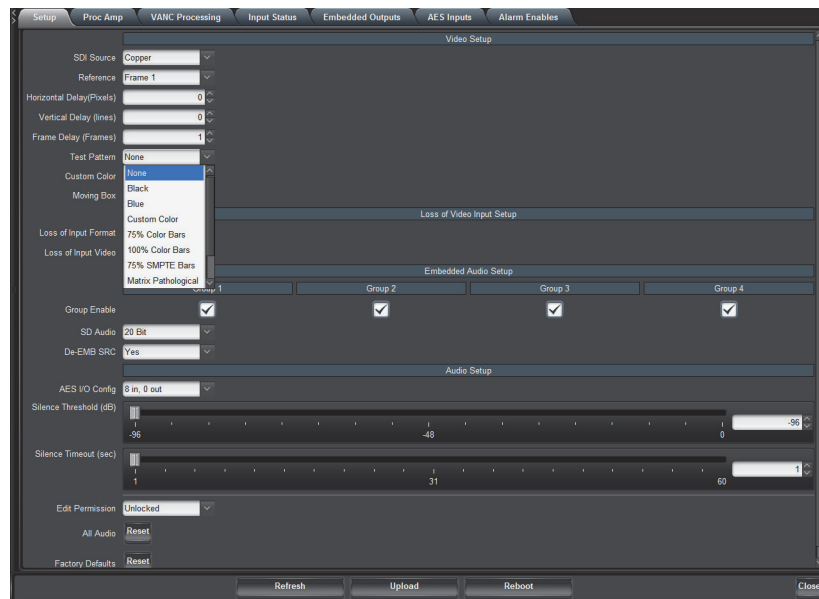 Setup Proc Amp VANC Processing Input Status Embedded Outputs AES Inputs Alarm Enables
Video Setup
SDI Source Copper
Reference Frame 1
Horizontal Delay(Pixels) 0
Vertical Delay (lines) 0
Frame Delay (Frames) 1
Test Pattern None
Custom Color None
Black
Moving Box
Blue
Custom Color
Loss of Video Input Setup
Loss of Input Format 75% Color Bars
Loss of Input Video 100% Color Bars
75% SMPTE Bars
Embedded Audio Setup
Matrix Pathological
Group 1 Group 2 Group 3 Group 4
Group Enable
SD Audio 20 Bit
De-EMB SRC Yes
Audio Setup
AES I/O Config 8 in, 0 out
Silence Threshold (dB) -96
-96 -48 0
Silence Timeout (sec) 1
1 31 60
Edit Permission Unlocked
All Audio Reset
Factory Defaults Reset
Refresh Upload Reboot Close